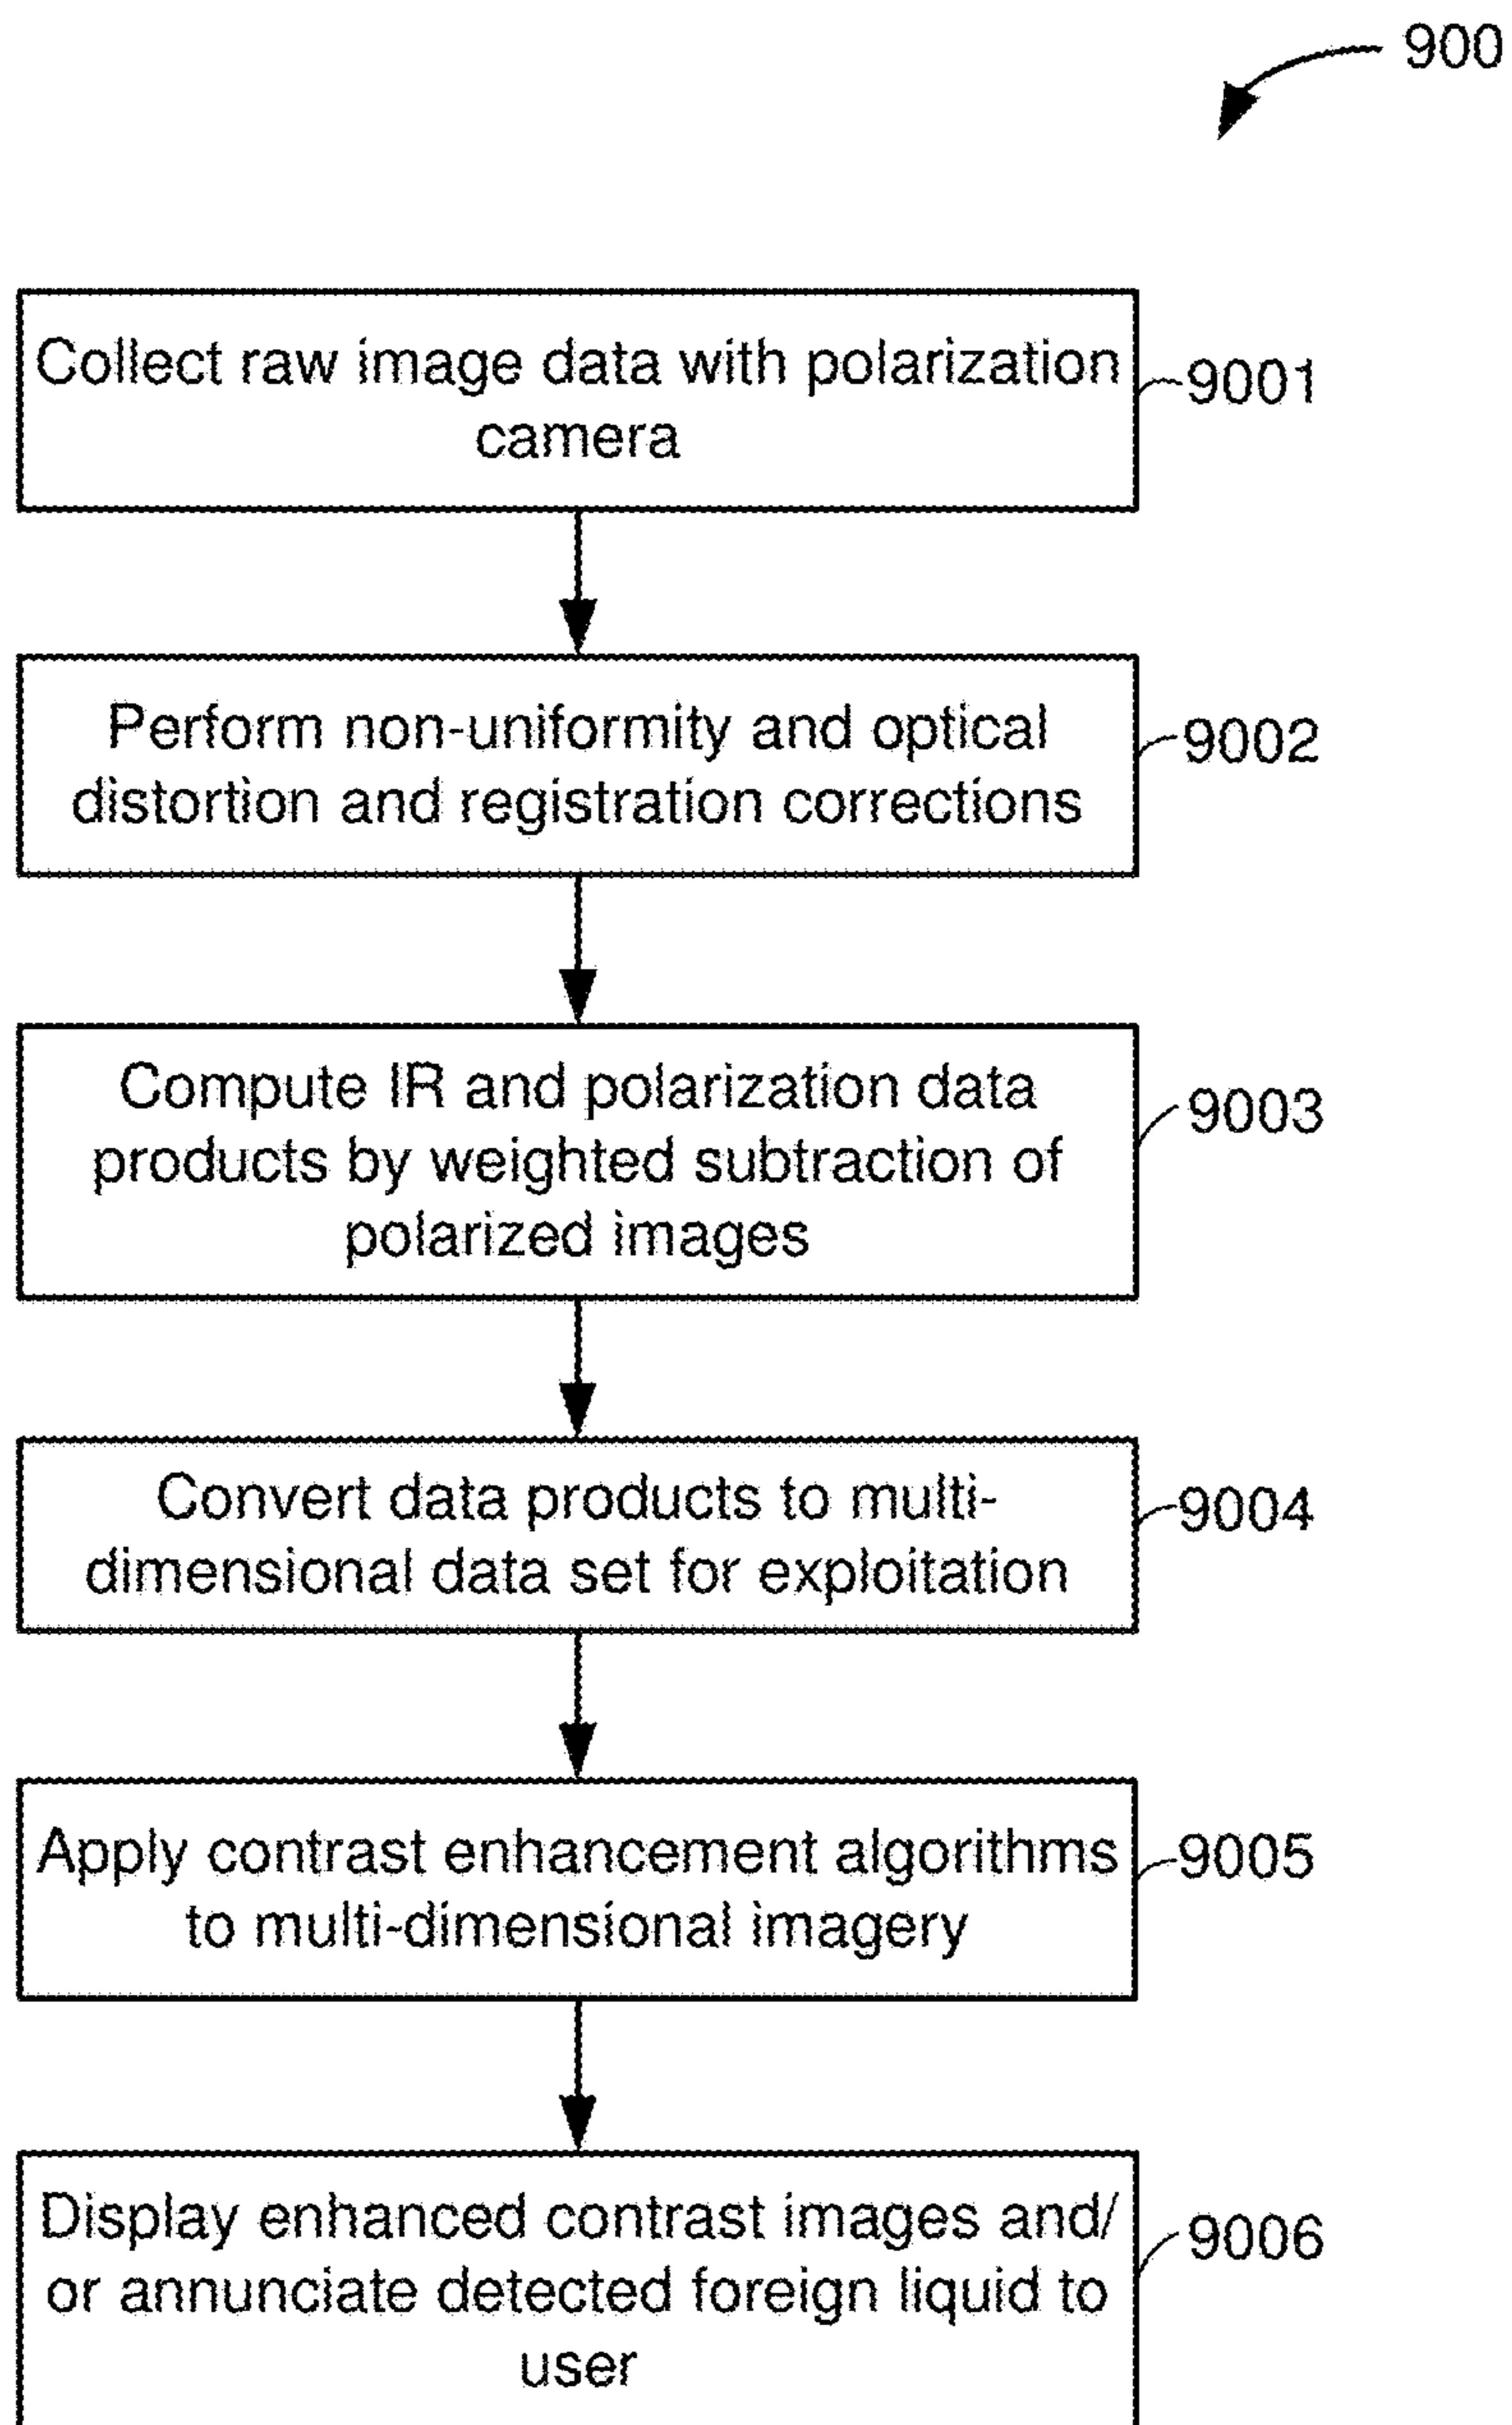 900
Collect raw image data with polarization
camera
9001
Perform non-uniformity and optical
distortion and registration corrections
9002
Compute IR and polarization data
products by weighted subtraction of
polarized images
9003
Convert data products to multi-
dimensional data set for exploitation
9004
Apply contrast enhancement algorithms
to multi-dimensional imagery
9005
Display enhanced contrast images and/
or annunciate detected foreign liquid to
user
9006